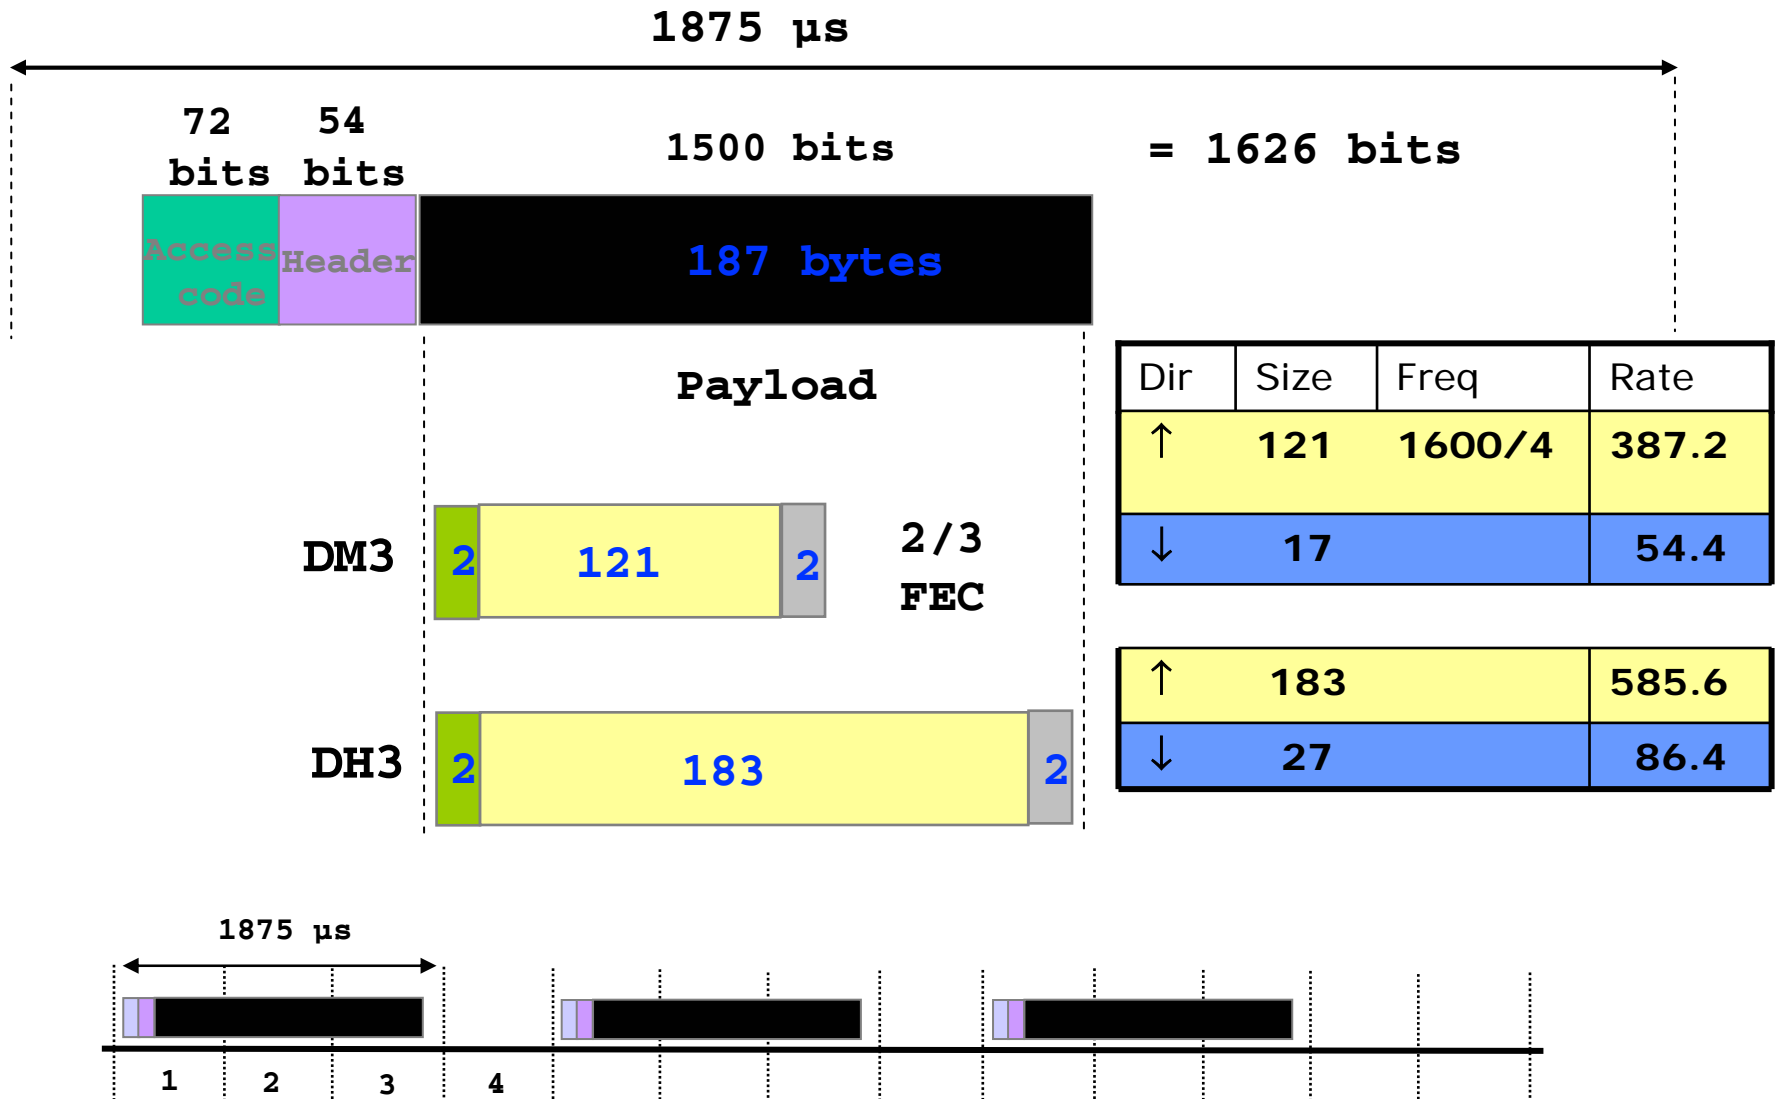 1875 µs
72 bits
54 bits
1500 bits
= 1626 bits
Access code
Header
187 bytes
Payload
Dir Size Freq Rate
↑ 121 1600/4 387.2
↓ 17 54.4
DM3
2 121 2
2/3 FEC
↑ 183 585.6
↓ 27 86.4
DH3
2 183 2
1875 µs
1 2 3 4